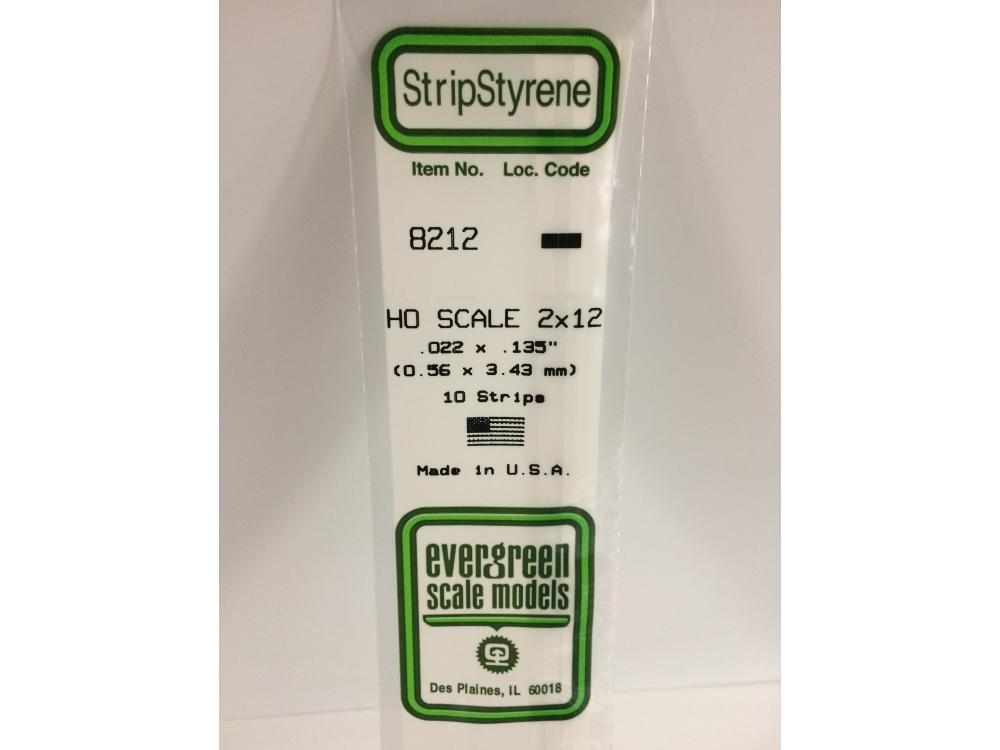 StripStyrene
Item No. Loc. Code
8212
HO SCALE 2x12
.022 x .135"
(0.56 x 3.43 mm)
10 Strips
Made in U.S.A.
evergreen
scale models
Des Plaines, IL 60018